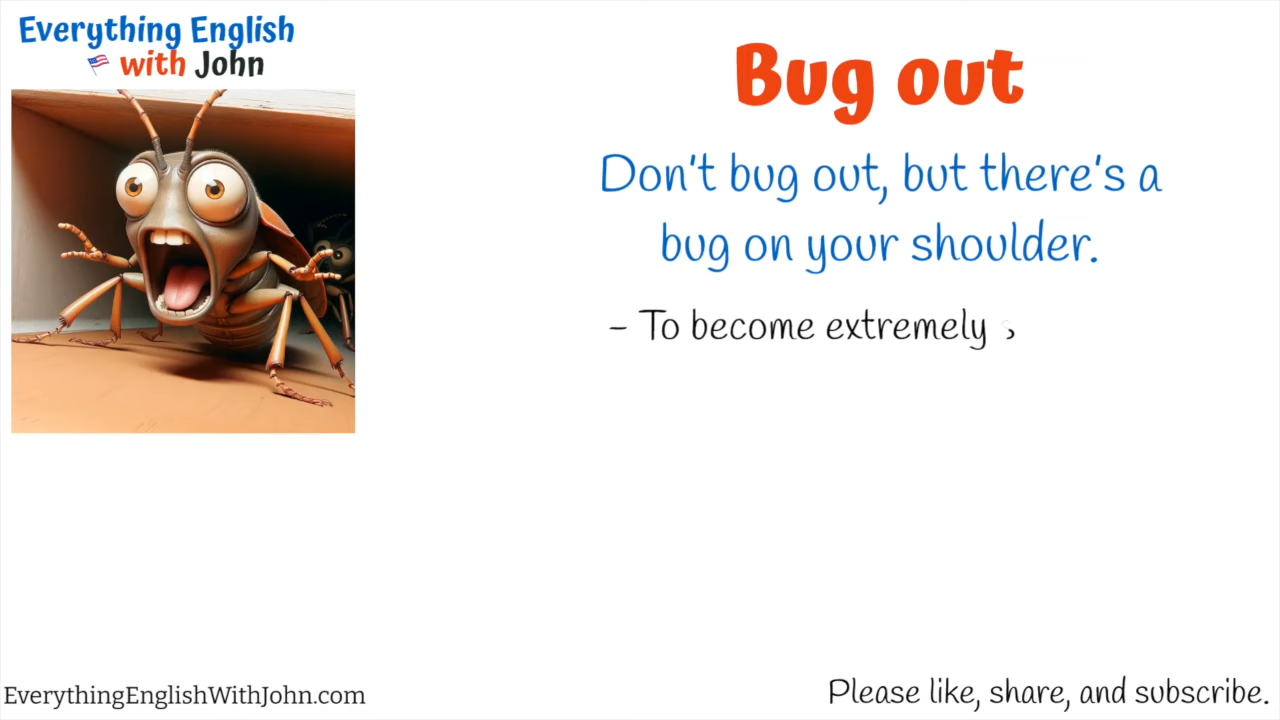 Everything English
with John
Bug out
Don't bug out, but there's a
bug on your shoulder.
- To become extremely
EverythingEnglishWithJohn.com
Please like, share, and subscribe.